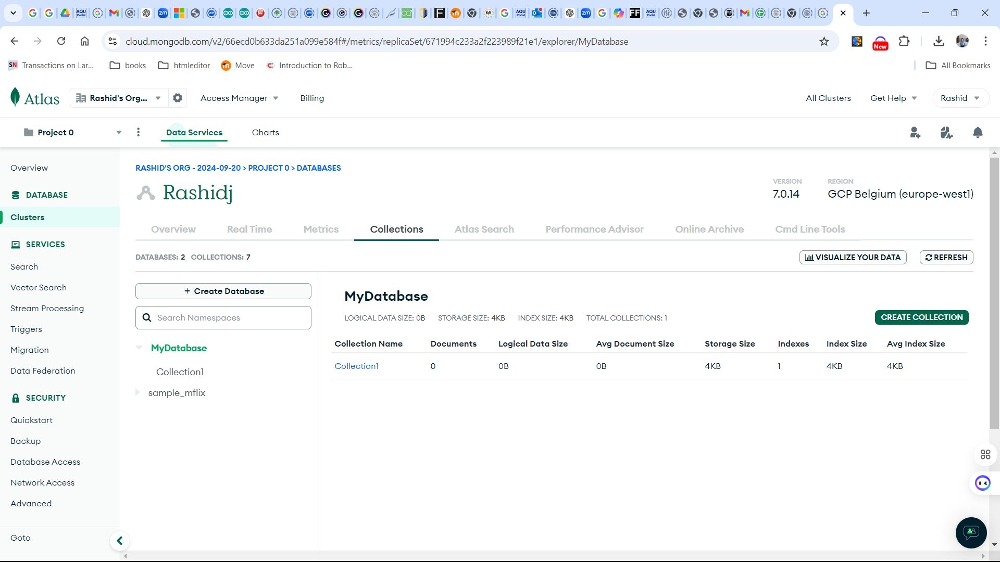 cloud.mongodb.com/v2/66ecd0b633da251a099e584f#/metrics/replicaSet/671994c233a2f223989f21e1/explorer/MyDatabase
New
Transactions on Lar...
books
htmleditor
Move
Introduction to Rob...
All Bookmarks
Atlas
Rashid's Org...
Access Manager
Billing
All Clusters
Get Help
Rashid
Project 0
Data Services
Charts
Overview
DATABASE
Clusters
SERVICES
Search
Vector Search
Stream Processing
Triggers
Migration
Data Federation
SECURITY
Quickstart
Backup
Database Access
Network Access
Advanced
Goto
RASHID'S ORG - 2024-09-20 > PROJECT 0 > DATABASES
Rashidj
VERSION
7.0.14
REGION
GCP Belgium (europe-west1)
Overview
Real Time
Metrics
Collections
Atlas Search
Performance Advisor
Online Archive
Cmd Line Tools
DATABASES: 2 COLLECTIONS: 7
VISUALIZE YOUR DATA
REFRESH
+ Create Database
Search Namespaces
MyDatabase
Collection1
sample_mflix
MyDatabase
LOGICAL DATA SIZE: 0B STORAGE SIZE: 4KB INDEX SIZE: 4KB TOTAL COLLECTIONS: 1
CREATE COLLECTION
Collection Name Documents Logical Data Size Avg Document Size Storage Size Indexes Index Size Avg Index Size
Collection1 0 0B 0B 4KB 1 4KB 4KB